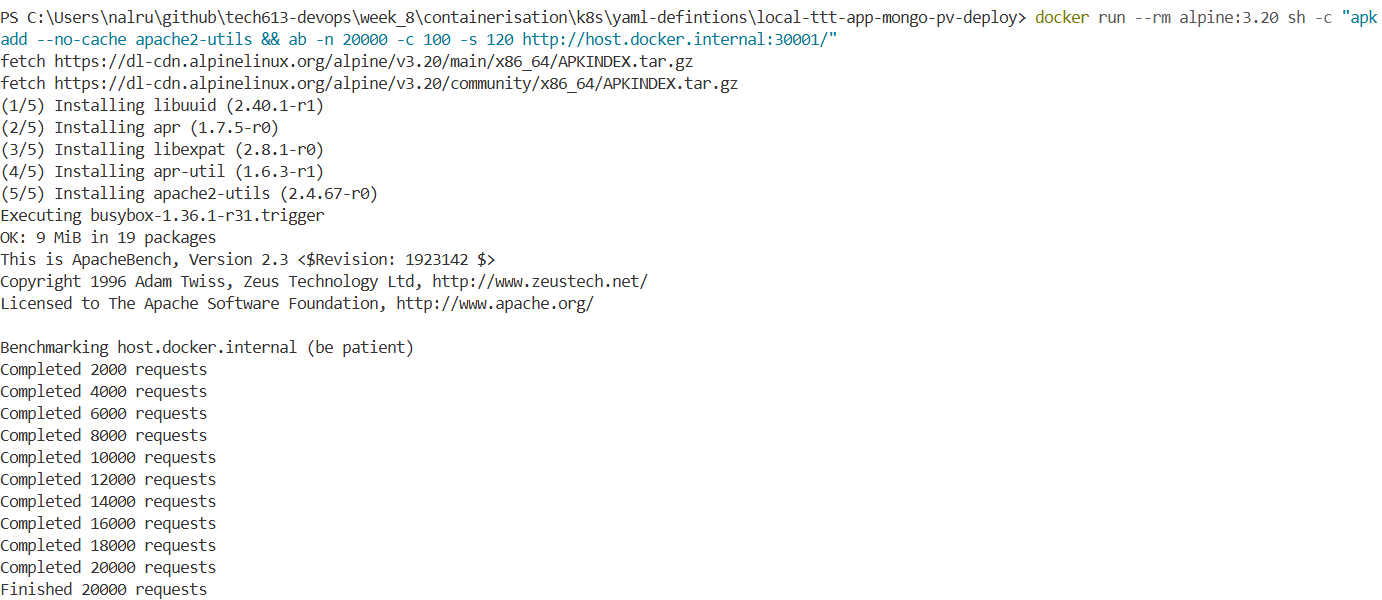 PS C:\Users\nalru\github\tech613-devops\week_8\containerisation\k8s\yaml-defintions\local-ttt-app-mongo-pv-deploy> docker run --rm alpine:3.20 sh -c "apk
add --no-cache apache2-utils && ab -n 20000 -c 100 -s 120 http://host.docker.internal:30001/"
fetch https://dl-cdn.alpinelinux.org/alpine/v3.20/main/x86_64/APKINDEX.tar.gz
fetch https://dl-cdn.alpinelinux.org/alpine/v3.20/community/x86_64/APKINDEX.tar.gz
(1/5) Installing libuuid (2.40.1-r1)
(2/5) Installing apr (1.7.5-r0)
(3/5) Installing libexpat (2.8.1-r0)
(4/5) Installing apr-util (1.6.3-r1)
(5/5) Installing apache2-utils (2.4.67-r0)
Executing busybox-1.36.1-r31.trigger
OK: 9 MiB in 19 packages
This is ApacheBench, Version 2.3 <$Revision: 1923142 $>
Copyright 1996 Adam Twiss, Zeus Technology Ltd, http://www.zeustech.net/
Licensed to The Apache Software Foundation, http://www.apache.org/

Benchmarking host.docker.internal (be patient)
Completed 2000 requests
Completed 4000 requests
Completed 6000 requests
Completed 8000 requests
Completed 10000 requests
Completed 12000 requests
Completed 14000 requests
Completed 16000 requests
Completed 18000 requests
Completed 20000 requests
Finished 20000 requests